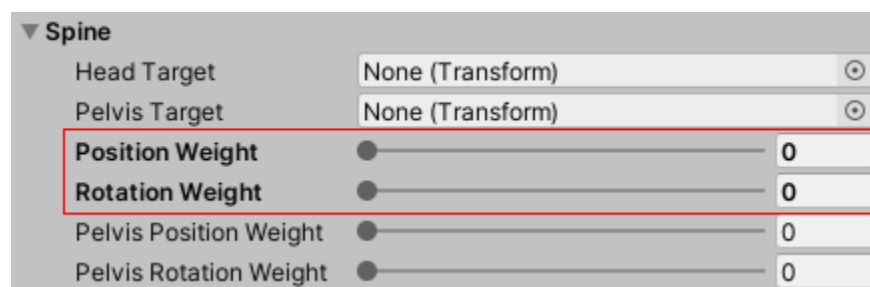 Spine
Head Target None (Transform)
Pelvis Target None (Transform)
Position Weight 0
Rotation Weight 0
Pelvis Position Weight 0
Pelvis Rotation Weight 0